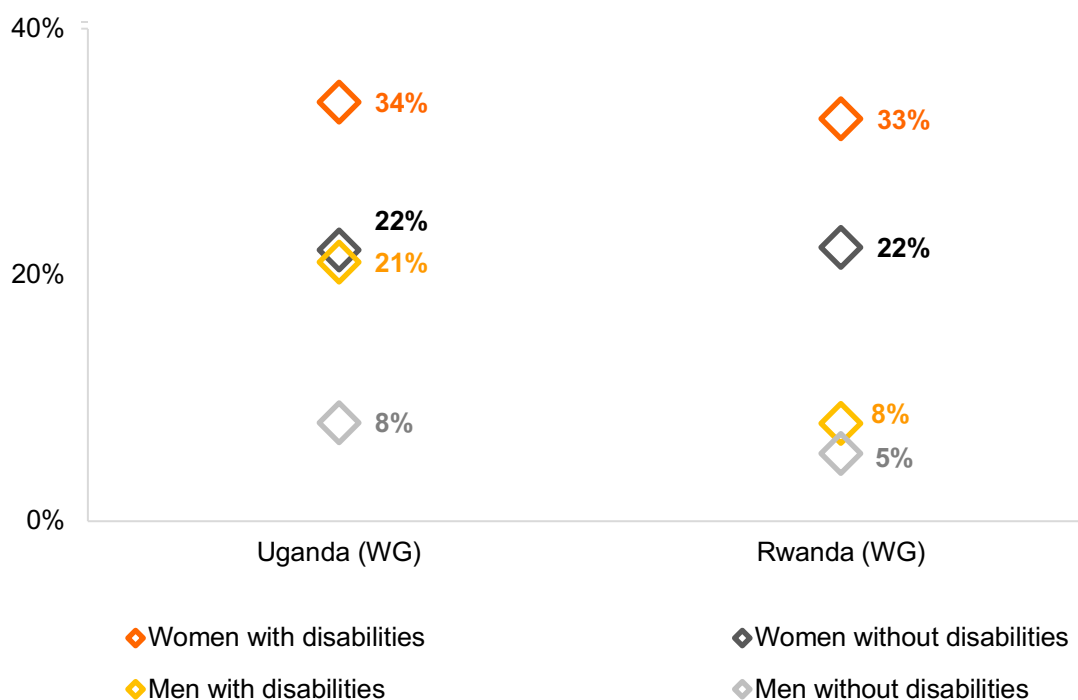 40%
34%
33%
22%
22%
21%
20%
8%
8%
5%
0%
Uganda (WG)
Rwanda (WG)
Women with disabilities
Women without disabilities
Men with disabilities
Men without disabilities